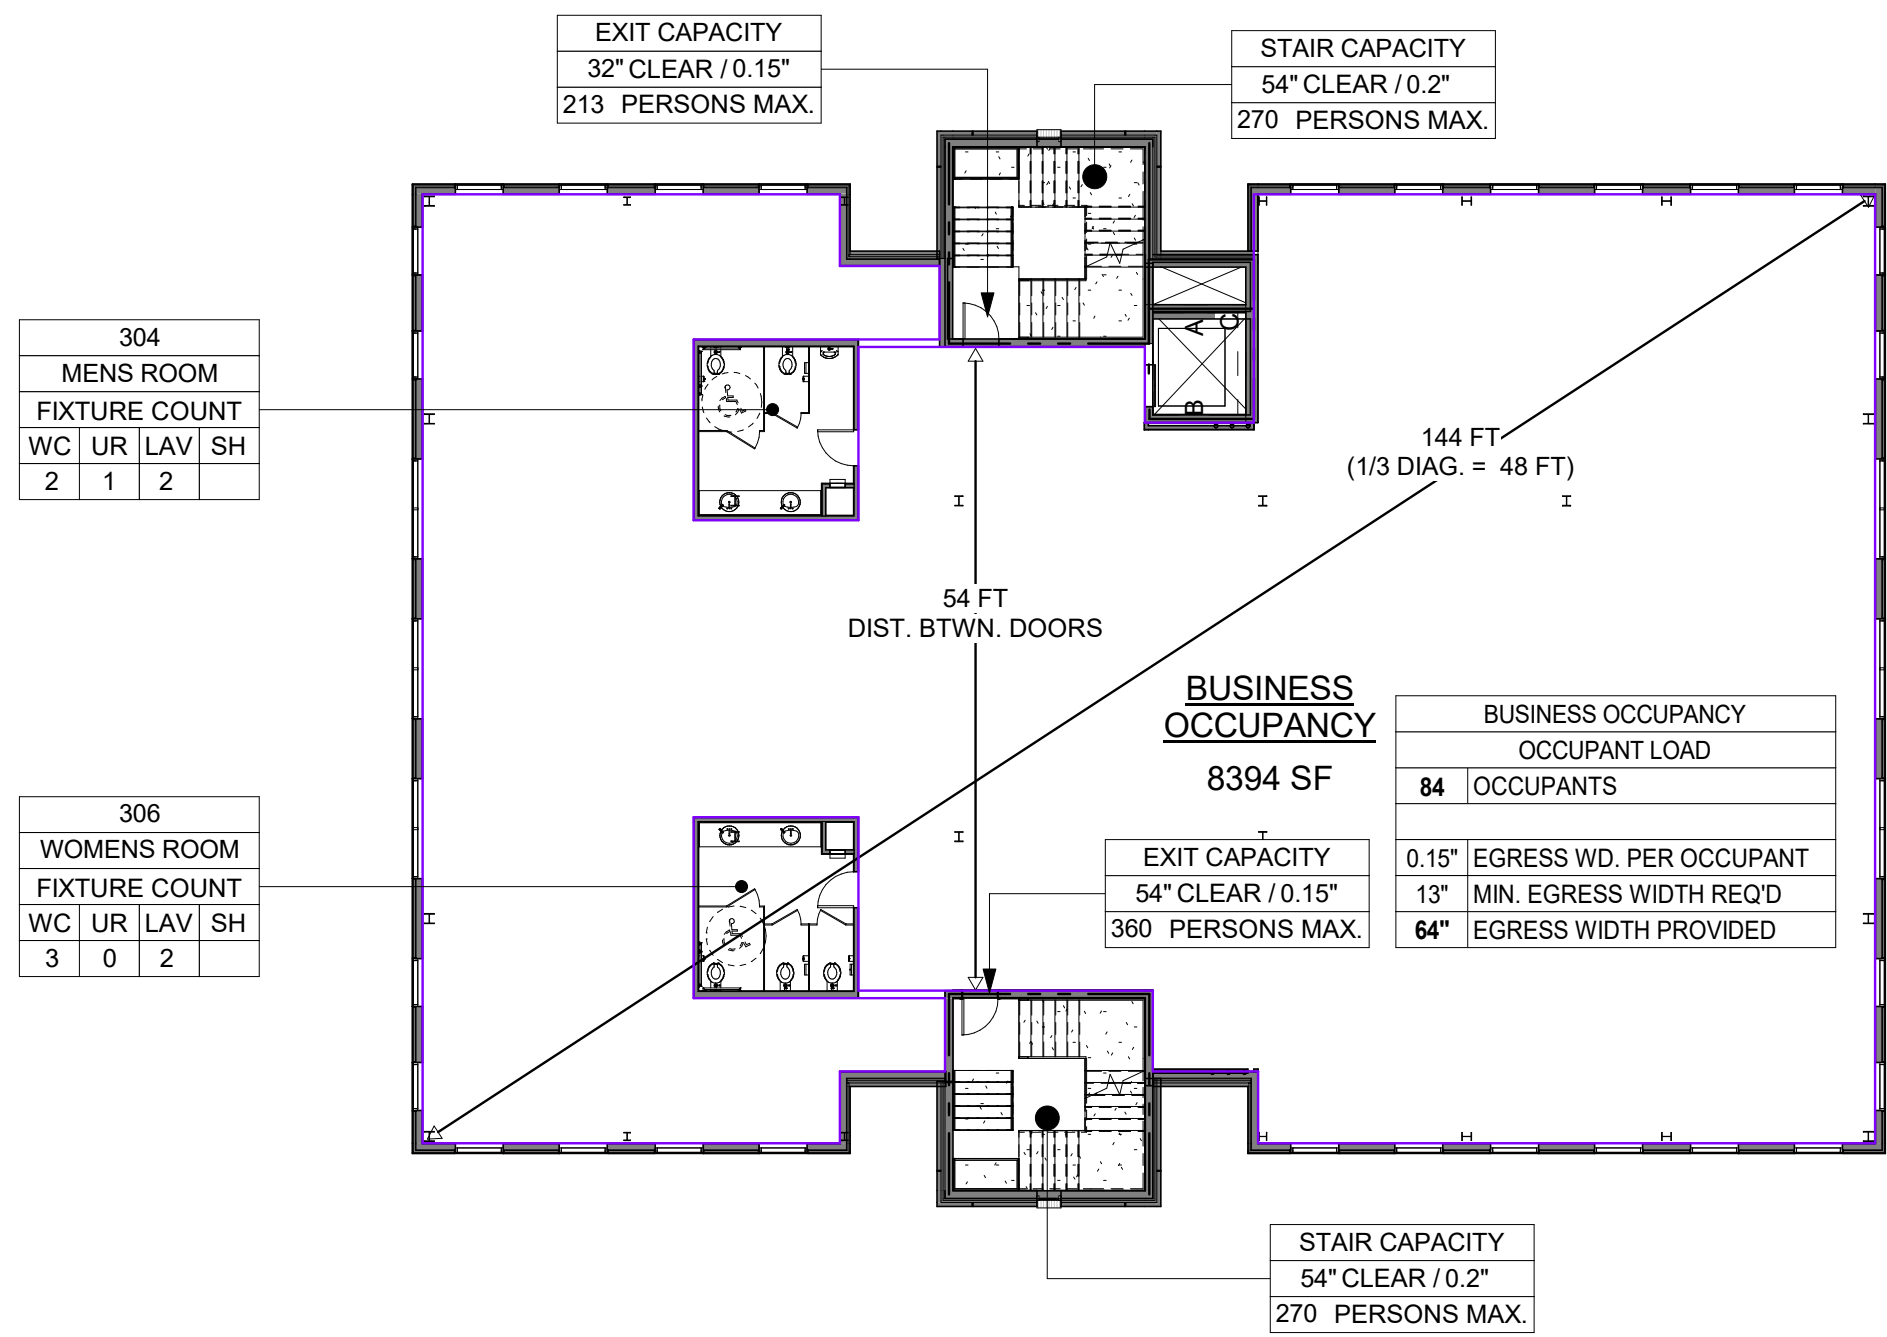 EXIT CAPACITY
32" CLEAR / 0.15"
213 PERSONS MAX.
STAIR CAPACITY
54" CLEAR / 0.2"
270 PERSONS MAX.
304
MENS ROOM
FIXTURE COUNT
WC UR LAV SH
2 1 2
A
C
B
144 FT
(1/3 DIAG. = 48 FT)
54 FT
DIST. BTWN. DOORS
BUSINESS
OCCUPANCY
8394 SF
BUSINESS OCCUPANCY
OCCUPANT LOAD
84 OCCUPANTS
0.15" EGRESS WD. PER OCCUPANT
13" MIN. EGRESS WIDTH REQ'D
64" EGRESS WIDTH PROVIDED
306
WOMENS ROOM
FIXTURE COUNT
WC UR LAV SH
3 0 2
EXIT CAPACITY
54" CLEAR / 0.15"
360 PERSONS MAX.
STAIR CAPACITY
54" CLEAR / 0.2"
270 PERSONS MAX.